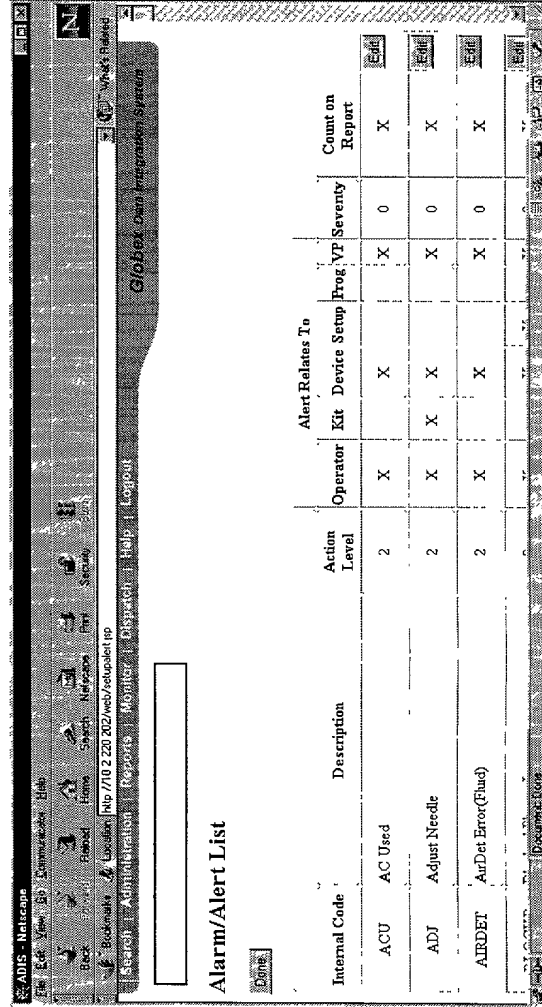 ADIS - Netscape
File Edit View Go Communicator Help
Back Reload Home Search Netscape Print Security
Bookmarks Location: http //10 2 220 202/web/setupalert jsp What's Related
Search | Administration | Reports | Monitor | Dispatch | Help | Logout
Globex Data Integration System
Alarm/Alert List
Done
Alert Relates To
Internal Code Description Action Level Operator Kit Device Setup Prog VP Severity Count on Report
ACU AC Used 2 X X X 0 X Edit
ADJ Adjust Needle 2 X X X X 0 X Edit
AIRDET AirDet Error(Fluid) 2 X X X 0 X Edit
Edit
Document: Done